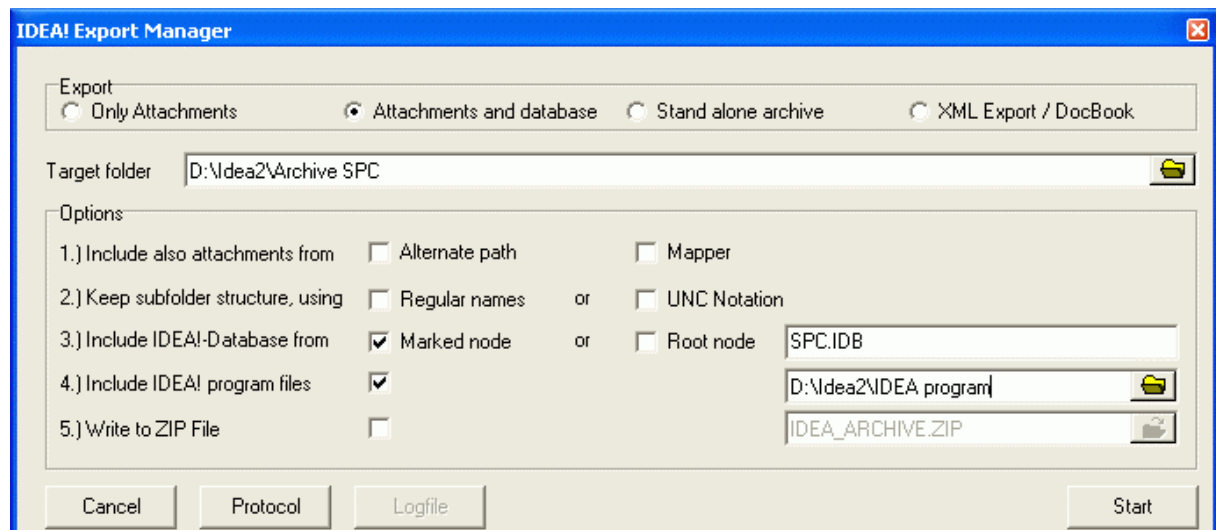 IDEA! Export Manager
Export
Only Attachments Attachments and database Stand alone archive XML Export / DocBook
Target folder D:\Idea2\Archive SPC
Options
1.) Include also attachments from Alternate path Mapper
2.) Keep subfolder structure, using Regular names or UNC Notation
3.) Include IDEA!-Database from Marked node or Root node SPC.IDB
4.) Include IDEA! program files D:\Idea2\IDEA program
5.) Write to ZIP File IDEA_ARCHIVE.ZIP
Cancel Protocol Logfile Start